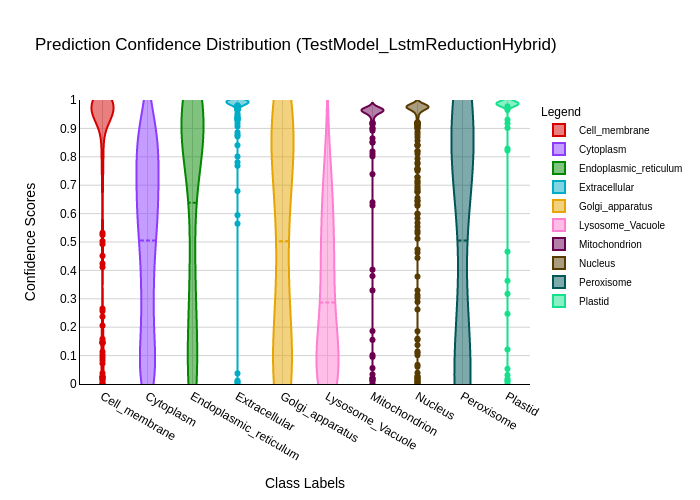 Prediction Confidence Distribution (TestModel_LstmReductionHybrid)
Confidence Scores
1
0.9
0.8
0.7
0.6
0.5
0.4
0.3
0.2
0.1
0
Cell_membrane
Cytoplasm
Endoplasmic_reticulum
Extracellular
Golgi_apparatus
Lysosome_Vacuole
Mitochondrion
Nucleus
Peroxisome
Plastid
Class Labels
Legend
Cell_membrane
Cytoplasm
Endoplasmic_reticulum
Extracellular
Golgi_apparatus
Lysosome_Vacuole
Mitochondrion
Nucleus
Peroxisome
Plastid